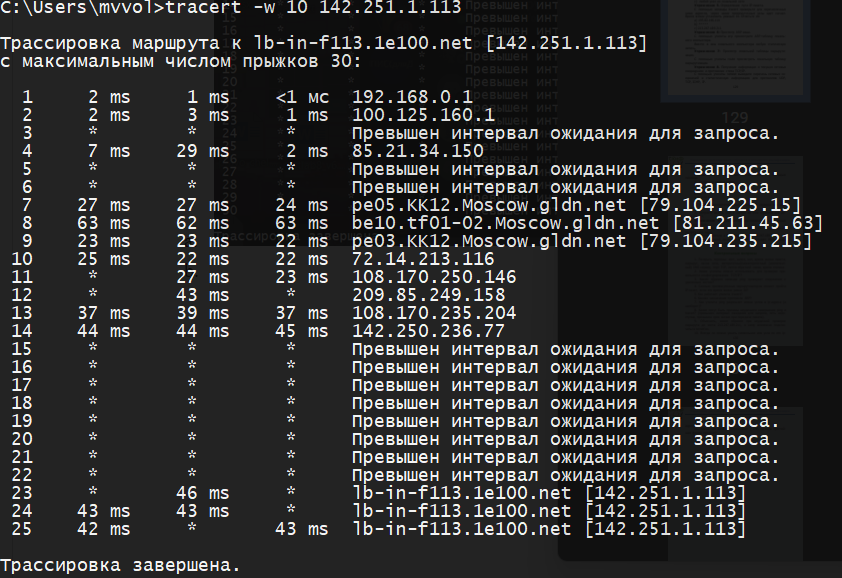 C:\Users\mvvol>tracert -w 10 142.251.1.113
Трассировка маршрута к lb-in-f113.1e100.net [142.251.1.113]
с максимальным числом прыжков 30:
1 2 ms 1 ms <1 мс 192.168.0.1
2 2 ms 3 ms 1 ms 100.125.160.1
3 * * * Превышен интервал ожидания для запроса.
4 7 ms 29 ms 2 ms 85.21.34.150
5 * * * Превышен интервал ожидания для запроса.
6 * * * Превышен интервал ожидания для запроса.
7 27 ms 27 ms 24 ms pe05.KK12.Moscow.gldn.net [79.104.225.15]
8 63 ms 62 ms 63 ms be10.tf01-02.Moscow.gldn.net [81.211.45.63]
9 23 ms 23 ms 22 ms pe03.KK12.Moscow.gldn.net [79.104.235.215]
10 25 ms 22 ms 22 ms 72.14.213.116
11 * 27 ms 23 ms 108.170.250.146
12 * 43 ms * 209.85.249.158
13 37 ms 39 ms 37 ms 108.170.235.204
14 44 ms 44 ms 45 ms 142.250.236.77
15 * * * Превышен интервал ожидания для запроса.
16 * * * Превышен интервал ожидания для запроса.
17 * * * Превышен интервал ожидания для запроса.
18 * * * Превышен интервал ожидания для запроса.
19 * * * Превышен интервал ожидания для запроса.
20 * * * Превышен интервал ожидания для запроса.
21 * * * Превышен интервал ожидания для запроса.
22 * * * Превышен интервал ожидания для запроса.
23 * 46 ms * lb-in-f113.1e100.net [142.251.1.113]
24 43 ms 43 ms * lb-in-f113.1e100.net [142.251.1.113]
25 42 ms * 43 ms lb-in-f113.1e100.net [142.251.1.113]
Трассировка завершена.
129